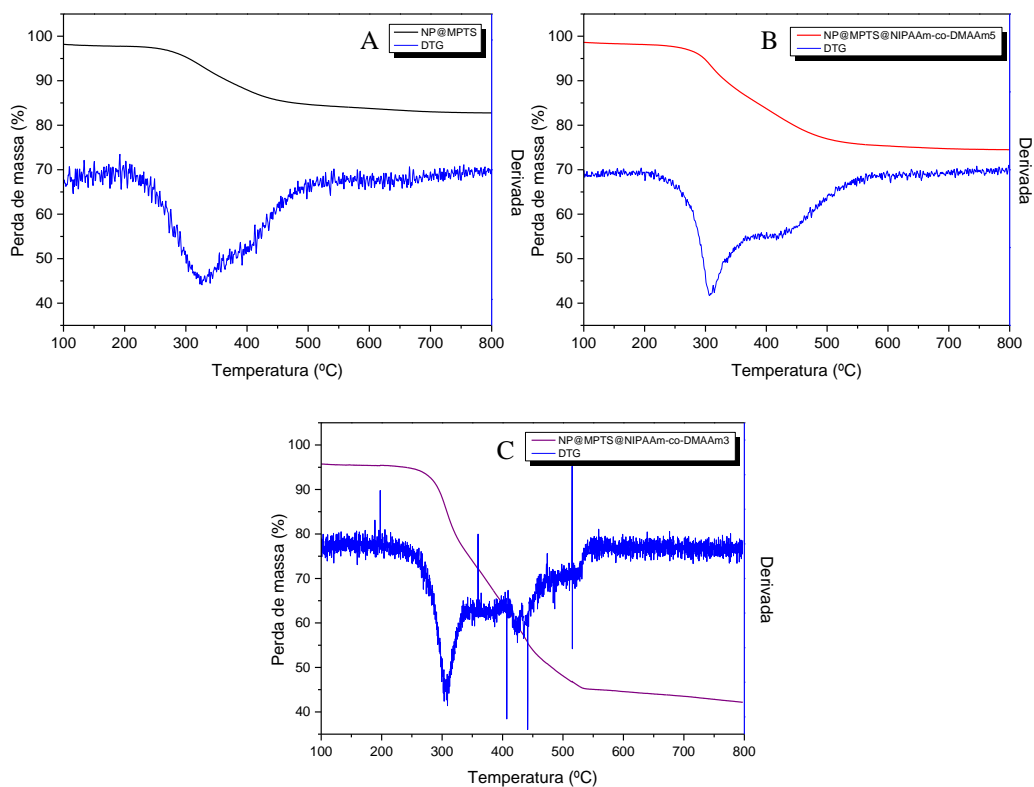 A
NP@MPTS
DTG
Perda de massa (%)
100
90
80
70
60
50
40
Derivada
100 200 300 400 500 600 700 800
Temperatura (ºC)
B
NP@MPTS@NIPAAm-co-DMAAm5
DTG
Perda de massa (%)
100
90
80
70
60
50
40
Derivada
100 200 300 400 500 600 700 800
Temperatura (ºC)
C
NP@MPTS@NIPAAm-co-DMAAm3
DTG
Perda de massa (%)
100
90
80
70
60
50
40
Derivada
100 200 300 400 500 600 700 800
Temperatura (ºC)